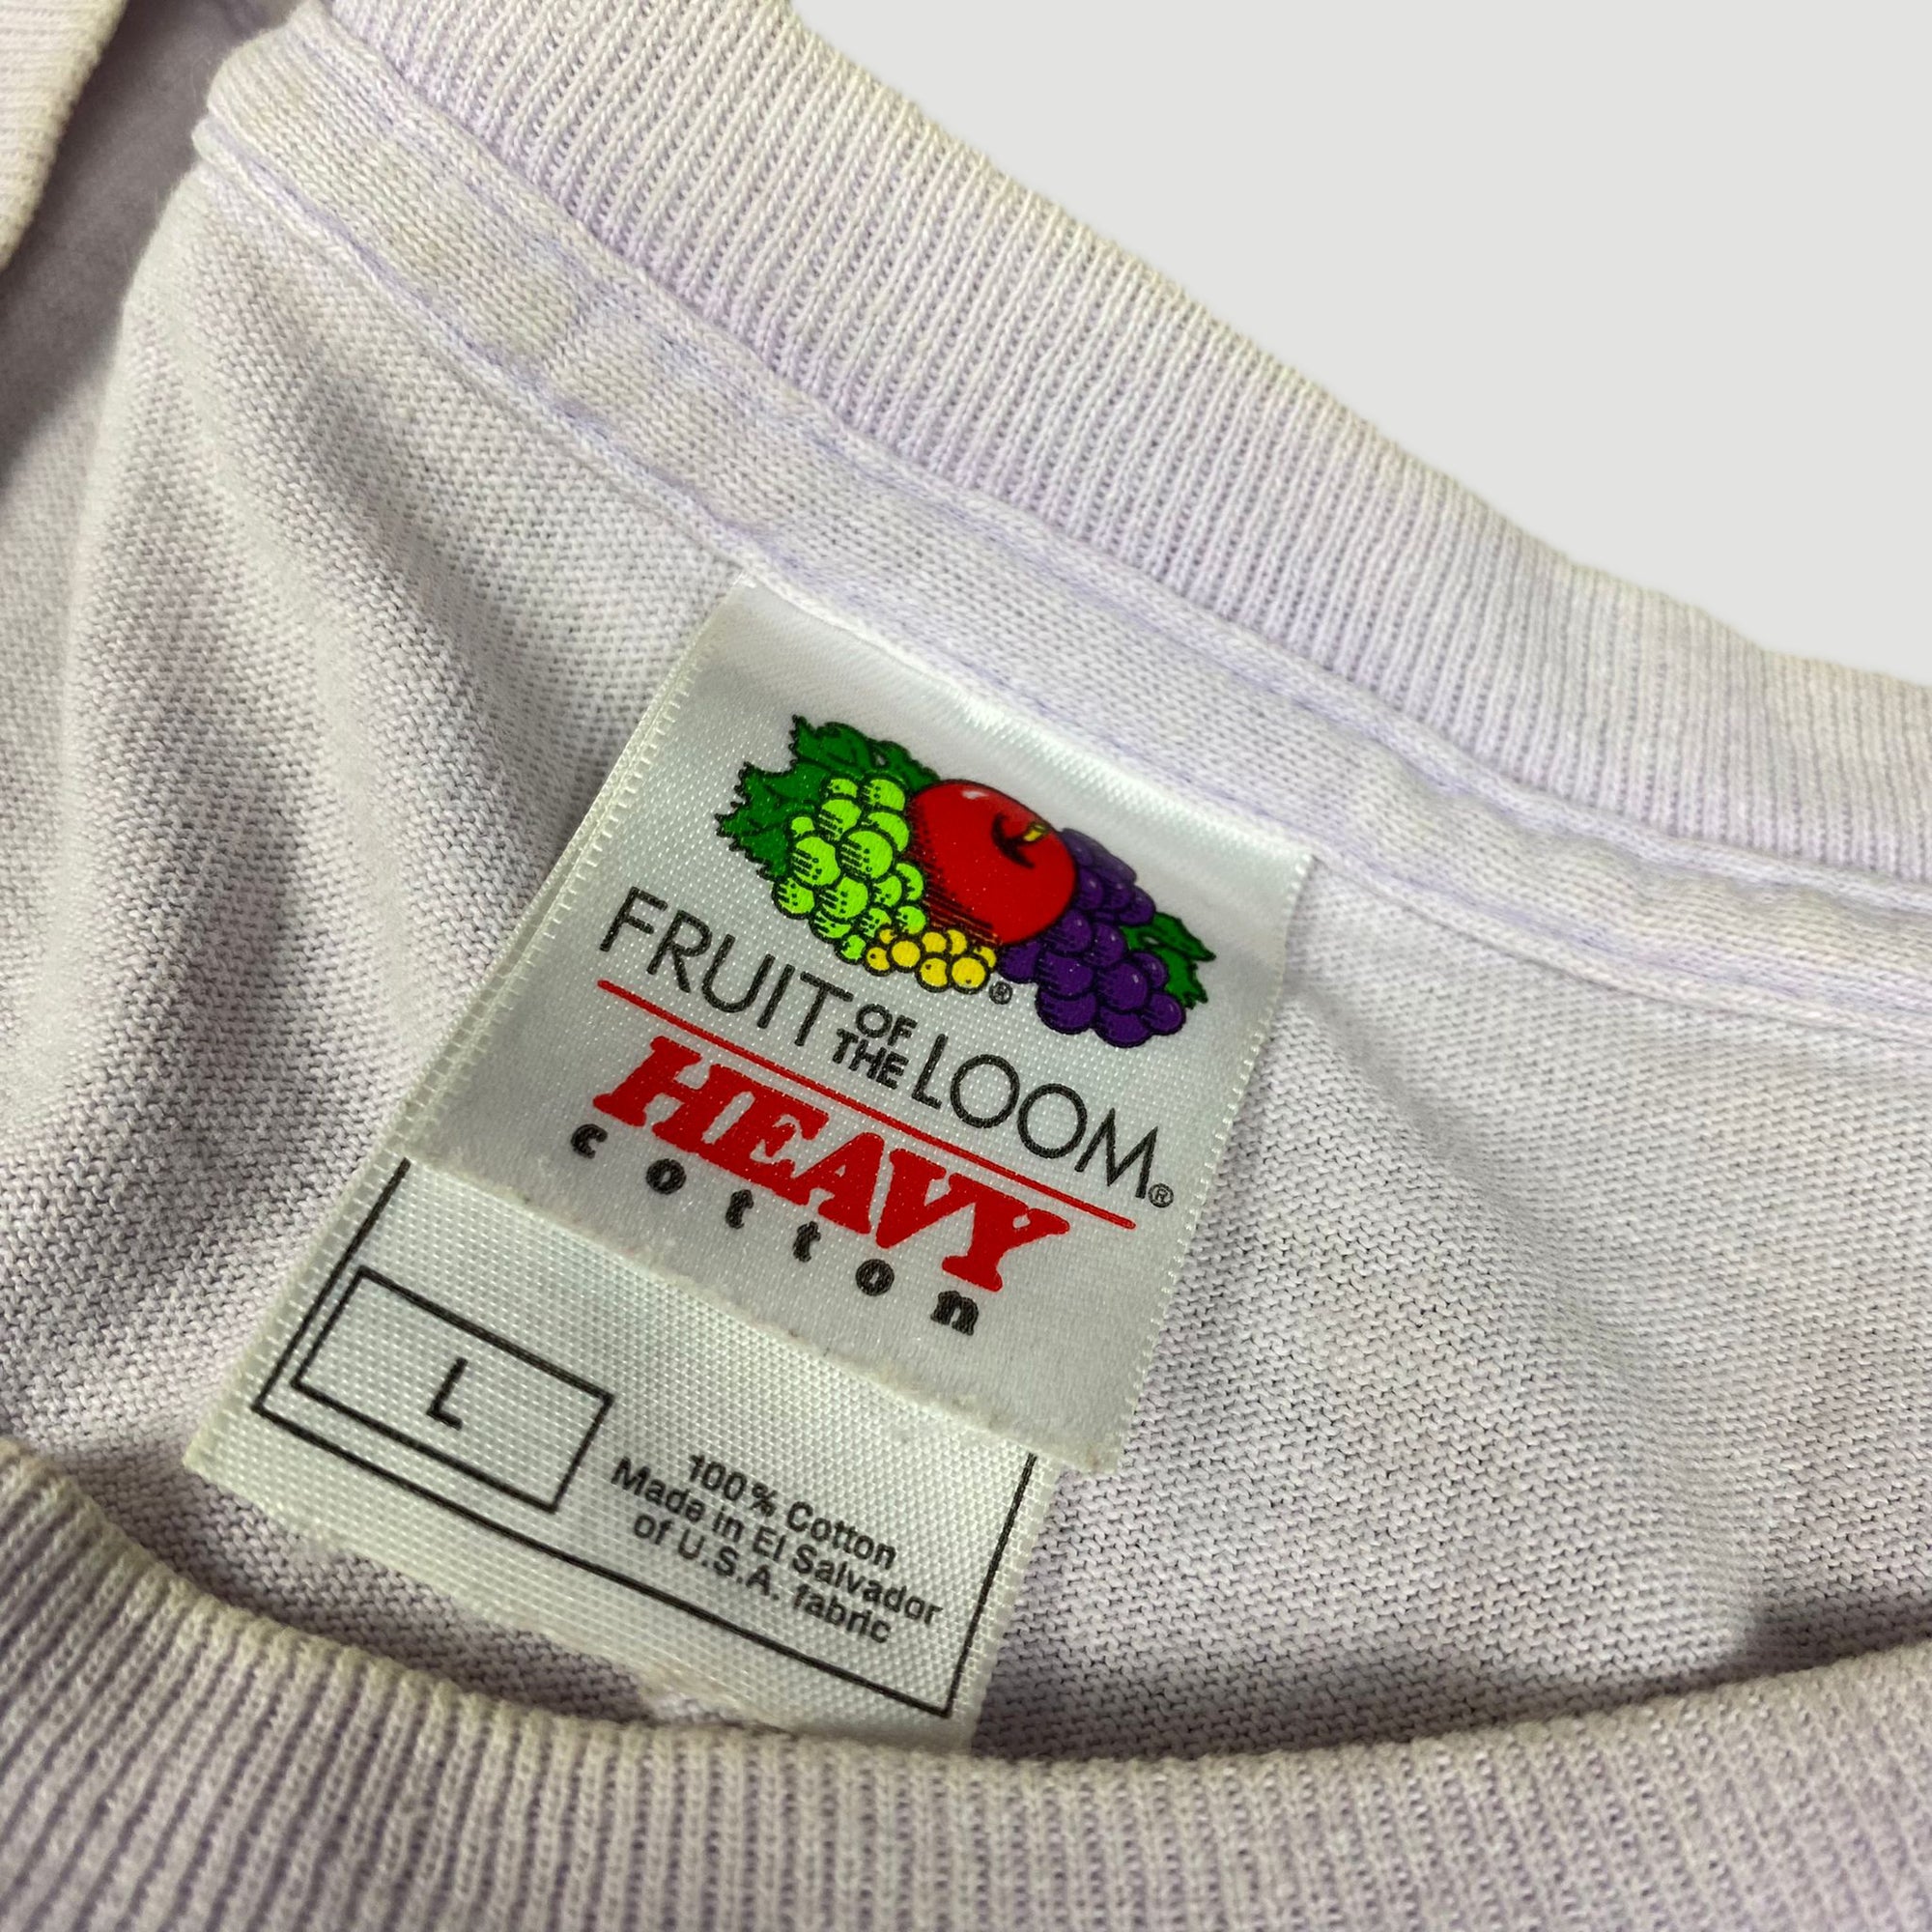 ®
FRUIT OF THE LOOM®
HEAVY
cotton
L
100% Cotton
Made in El Salvador
of U.S.A. fabric